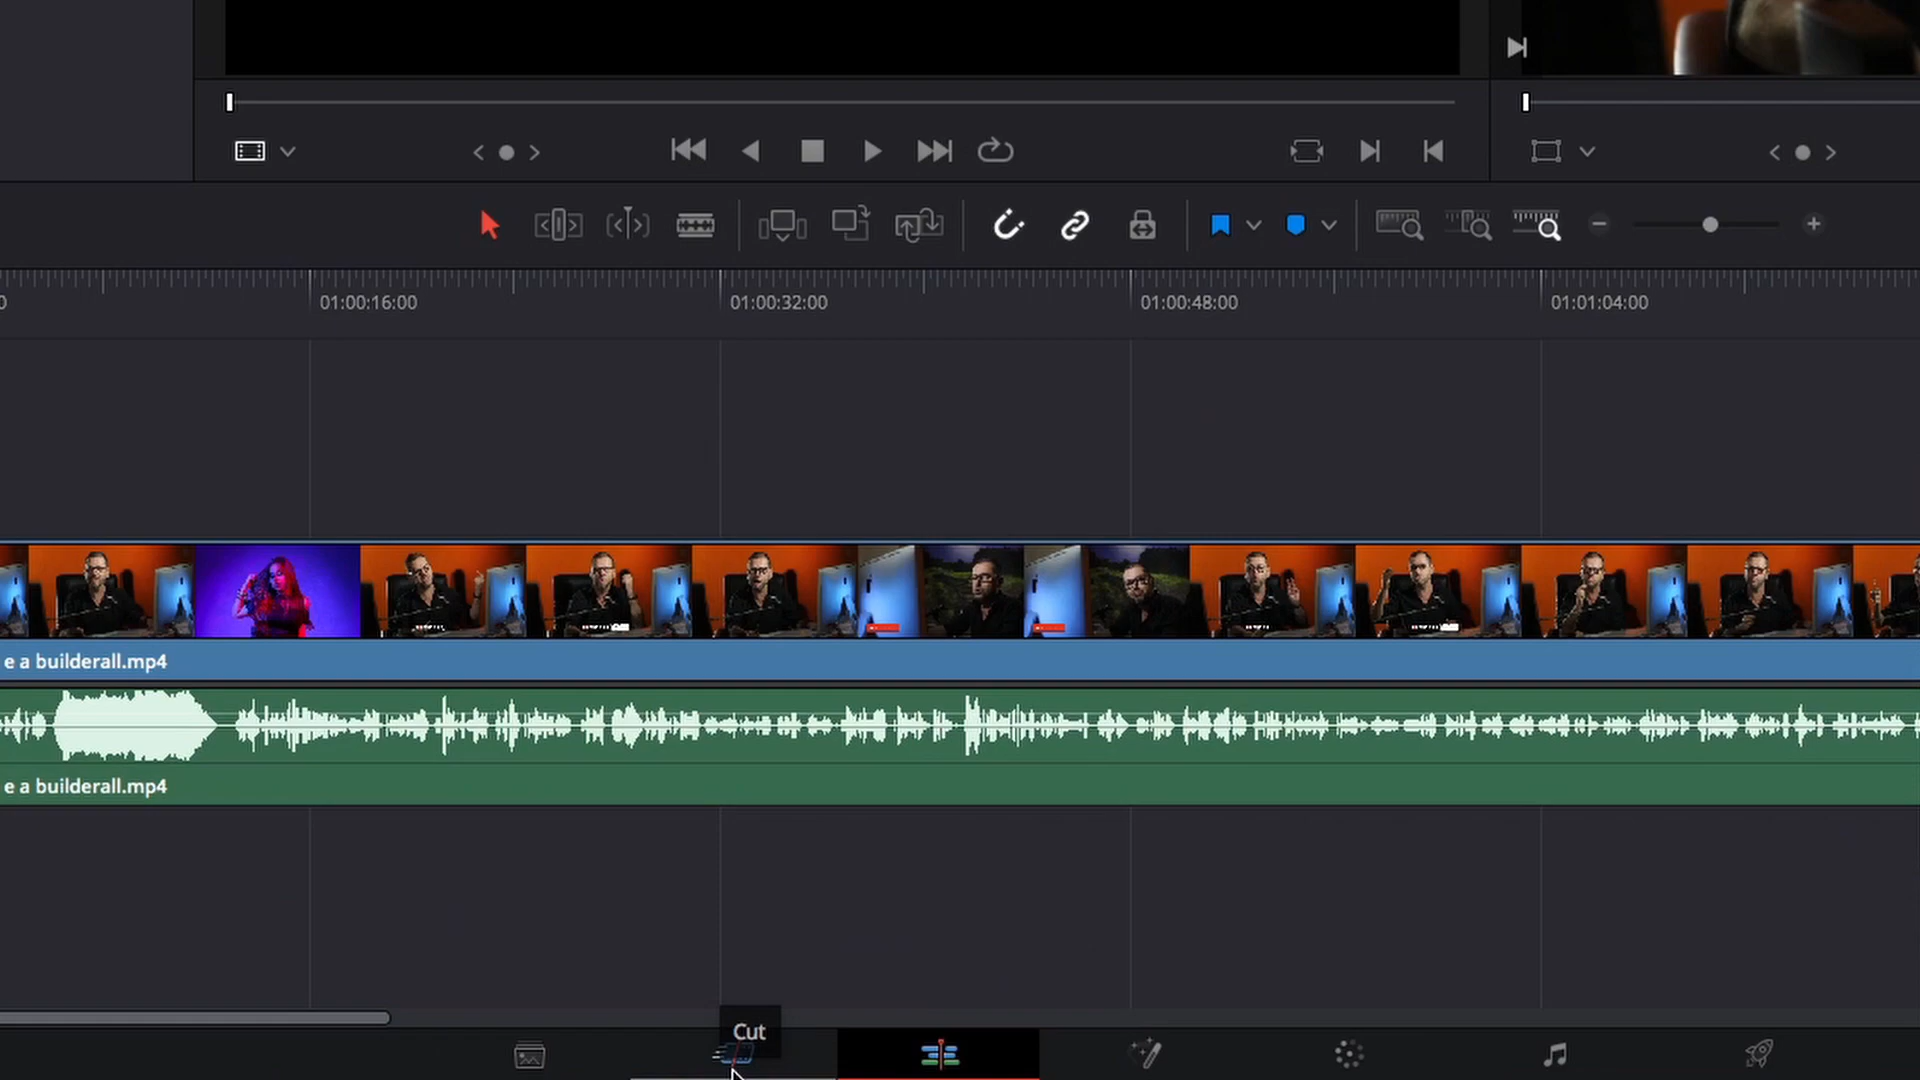 01:00:16:00
01:00:32:00
01:00:48:00
01:01:04:00
e a builderall.mp4
e a builderall.mp4
Cut